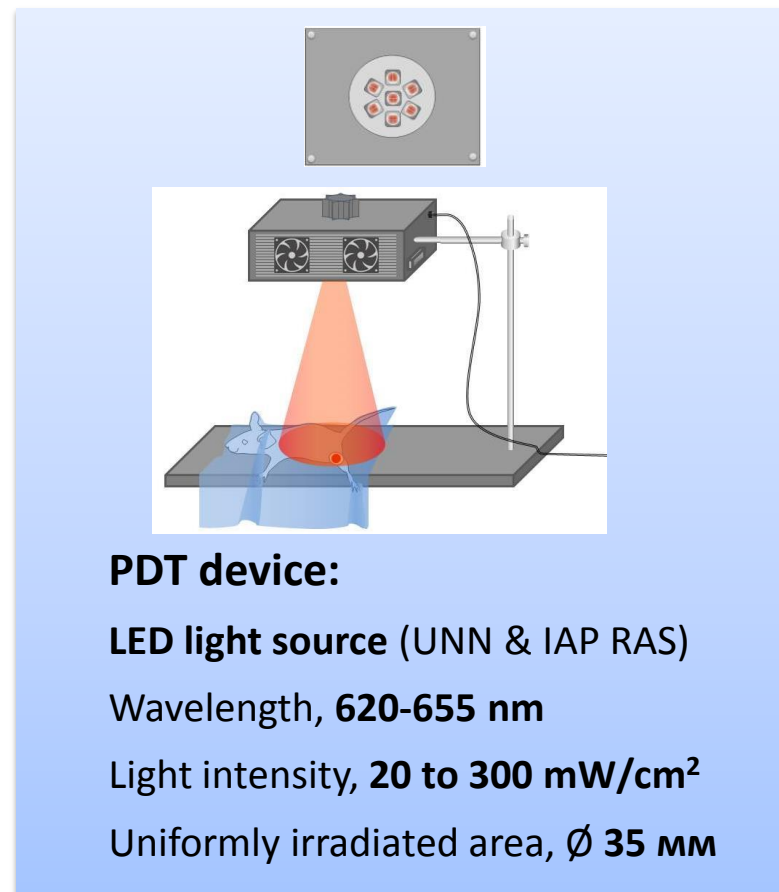 PDT device:
LED light source (UNN & IAP RAS)
Wavelength, 620-655 nm
Light intensity, 20 to 300 mW/cm²
Uniformly irradiated area, Ø 35 мм